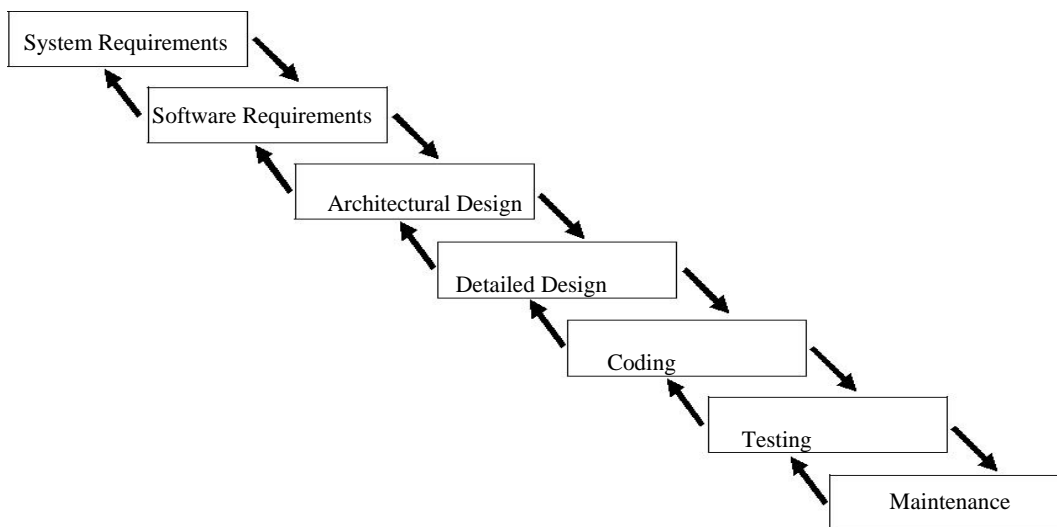 System Requirements
Software Requirements
Architectural Design
Detailed Design
Coding
Testing
Maintenance